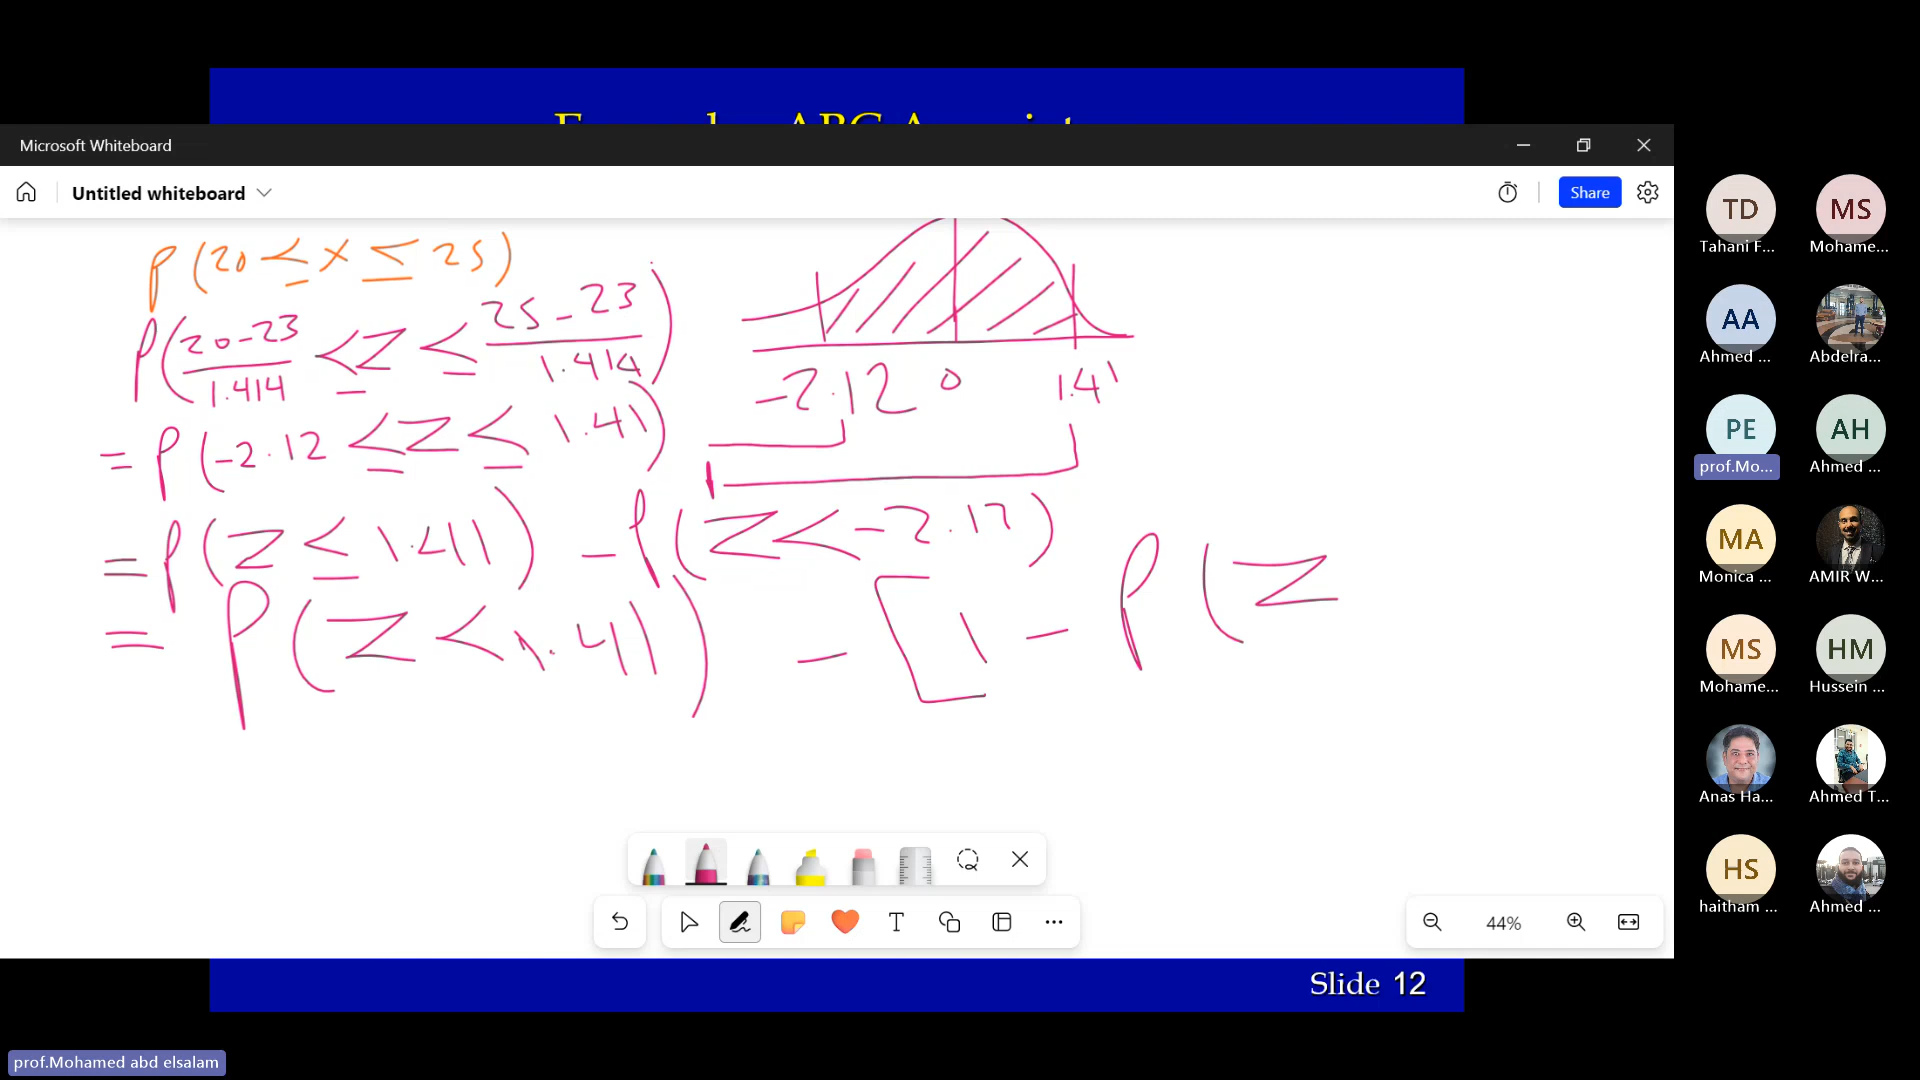 Microsoft Whiteboard
Untitled whiteboard
Share
P(20 ≤ x ≤ 25)
P(20-23/1.414 ≤ Z ≤ 25-23/1.414)
= P(-2.12 ≤ Z ≤ 1.41)
-2.12 0 1.41
= P(Z ≤ 1.41) - P(Z < -2.12)
= P(Z < 1.41) - [1 - P(Z
44%
Slide 12
TD MS
Tahani F... Mohame...
AA
Ahmed ... Abdelra...
PE AH
prof.Mo... Ahmed ...
MA
Monica ... AMIR W...
MS HM
Mohame... Hussein ...
Anas Ha... Ahmed T...
HS
haitham ... Ahmed ...
prof.Mohamed abd elsalam